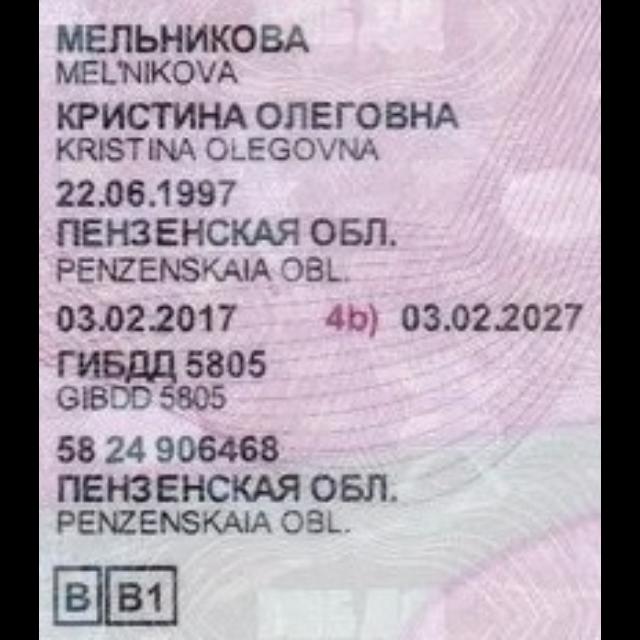 МЕЛЬНИКОВА
MEL'NIKOVA
КРИСТИНА ОЛЕГОВНА
KRISTINA OLEGOVNA
22.06.1997
ПЕНЗЕНСКАЯ ОБЛ.
PENZENSKAIA OBL.
03.02.2017 4b) 03.02.2027
ГИБДД 5805
GIBDD 5805
58 24 906468
ПЕНЗЕНСКАЯ ОБЛ.
PENZENSKAIA OBL.
B B1